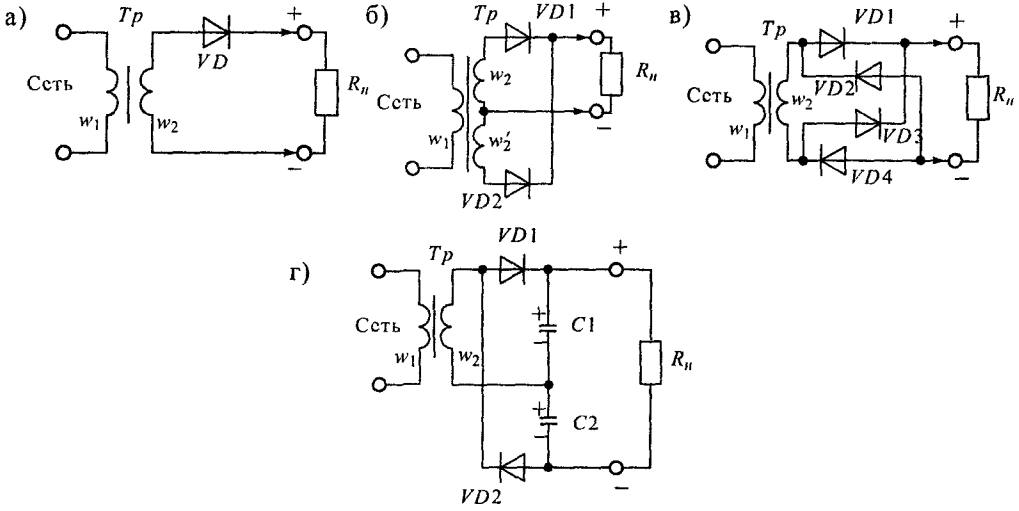 а)
Тр
VD
+
Сеть
w₁
w₂
Rн
−
б)
Тр
VD1
+
w₂
Rн
Сеть
w₁
w₂′
−
VD2
в)
Тр
VD1
+
VD2
Сеть
w₁
w₂
Rн
VD3
VD4
−
г)
Тр
VD1
+
+
C1
−
Сеть
w₁
w₂
Rн
+
C2
−
VD2
−